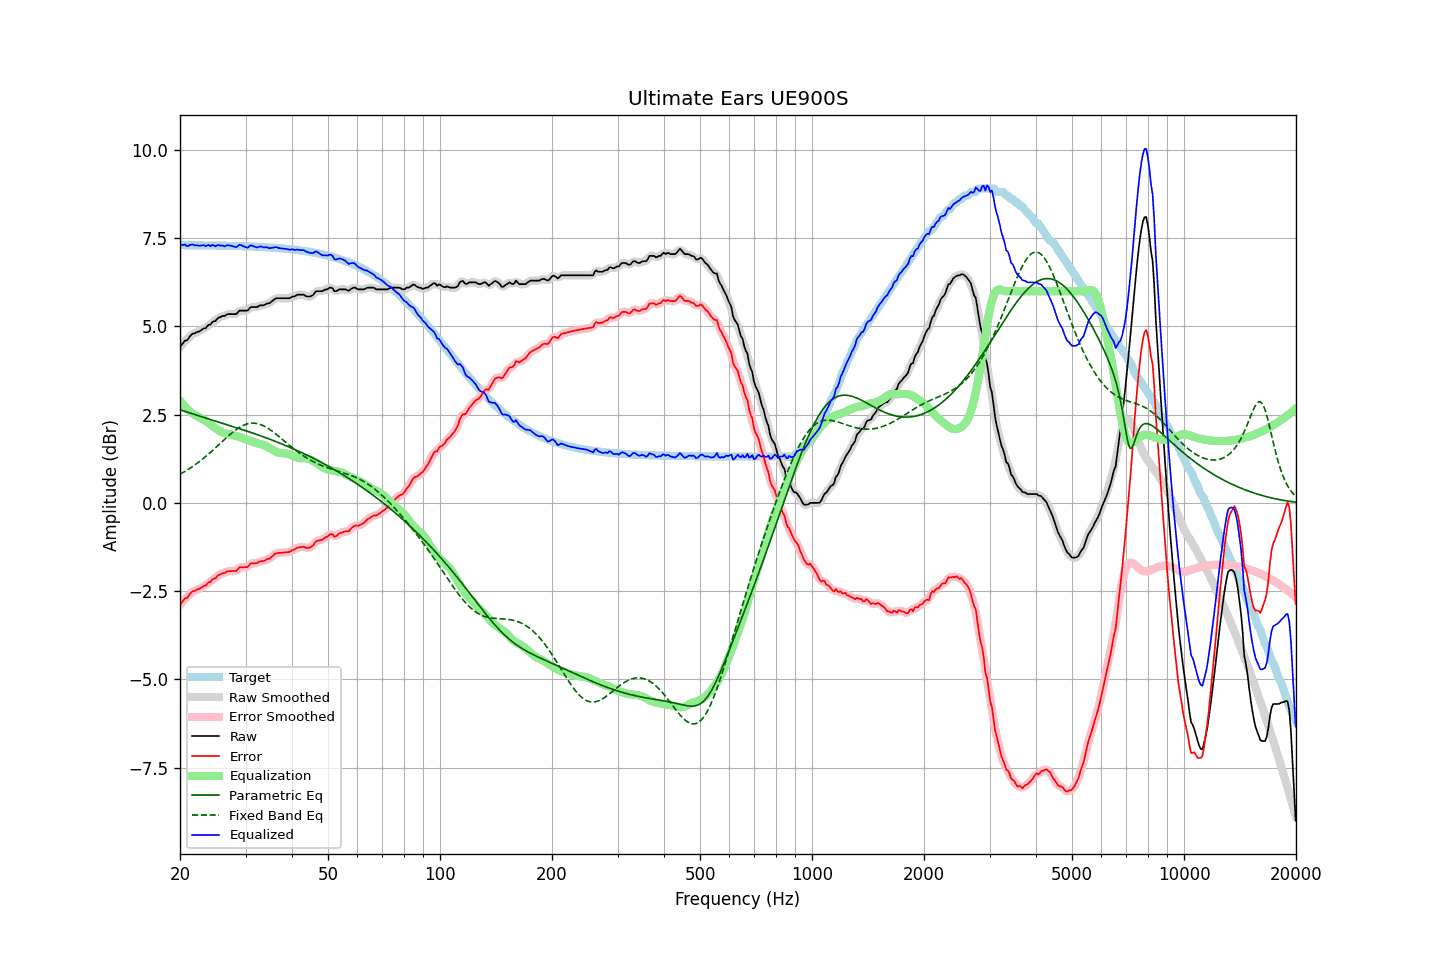 Ultimate Ears UE900S
10.0
7.5
5.0
2.5
0.0
−2.5
−5.0
−7.5
Amplitude (dBr)
Target
Raw Smoothed
Error Smoothed
Raw
Error
Equalization
Parametric Eq
Fixed Band Eq
Equalized
20 50 100 200 500 1000 2000 5000 10000 20000
Frequency (Hz)